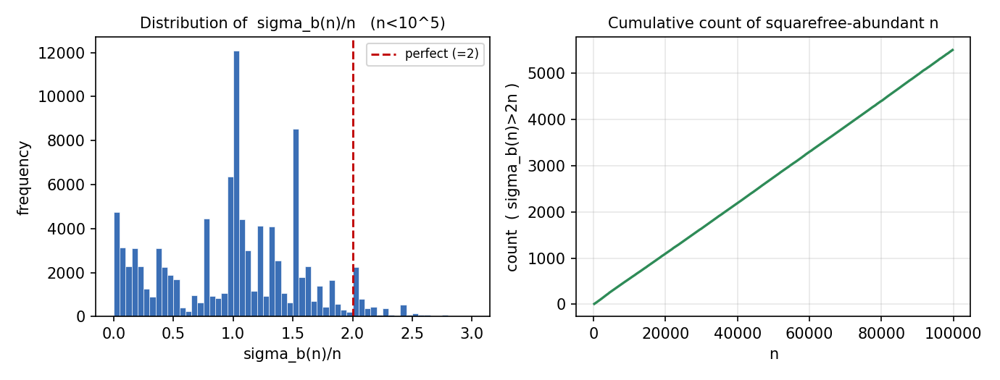 Distribution of  sigma_b(n)/n   (n<10^5)
perfect (=2)
frequency
12000
10000
8000
6000
4000
2000
0
0.0 0.5 1.0 1.5 2.0 2.5 3.0
sigma_b(n)/n
Cumulative count of squarefree-abundant n
count  ( sigma_b(n)>2n )
5000
4000
3000
2000
1000
0
0 20000 40000 60000 80000 100000
n